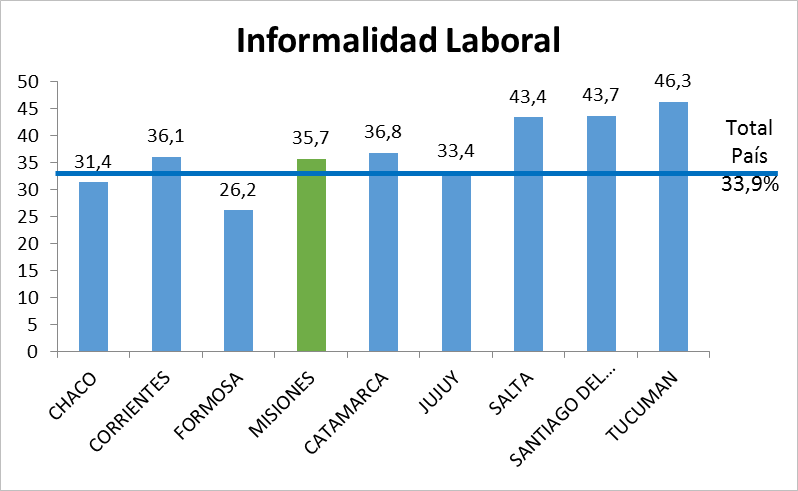 Informalidad Laboral
50
45
40
35
30
25
20
15
10
5
0
31,4
36,1
26,2
35,7
36,8
33,4
43,4
43,7
46,3
Total
País
33,9%
CHACO
CORRIENTES
FORMOSA
MISIONES
CATAMARCA
JUJUY
SALTA
SANTIAGO DEL...
TUCUMAN